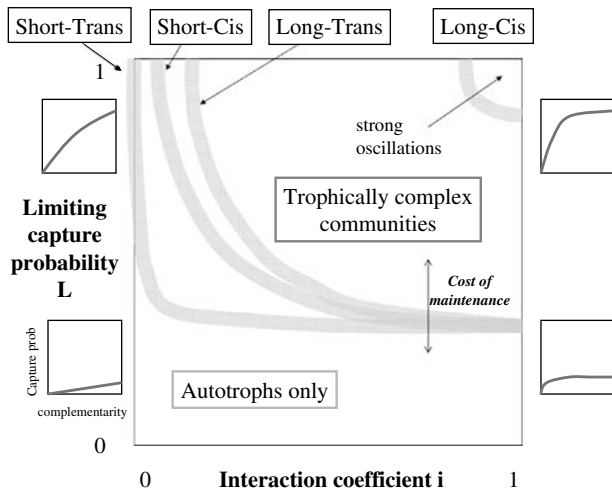 Short-Trans
Short-Cis
Long-Trans
Long-Cis
1
strong
oscillations
Trophically complex
communities
Limiting
capture
probability
L
Cost of
maintenance
Capture prob
complementarity
Autotrophs only
0
0
Interaction coefficient i
1